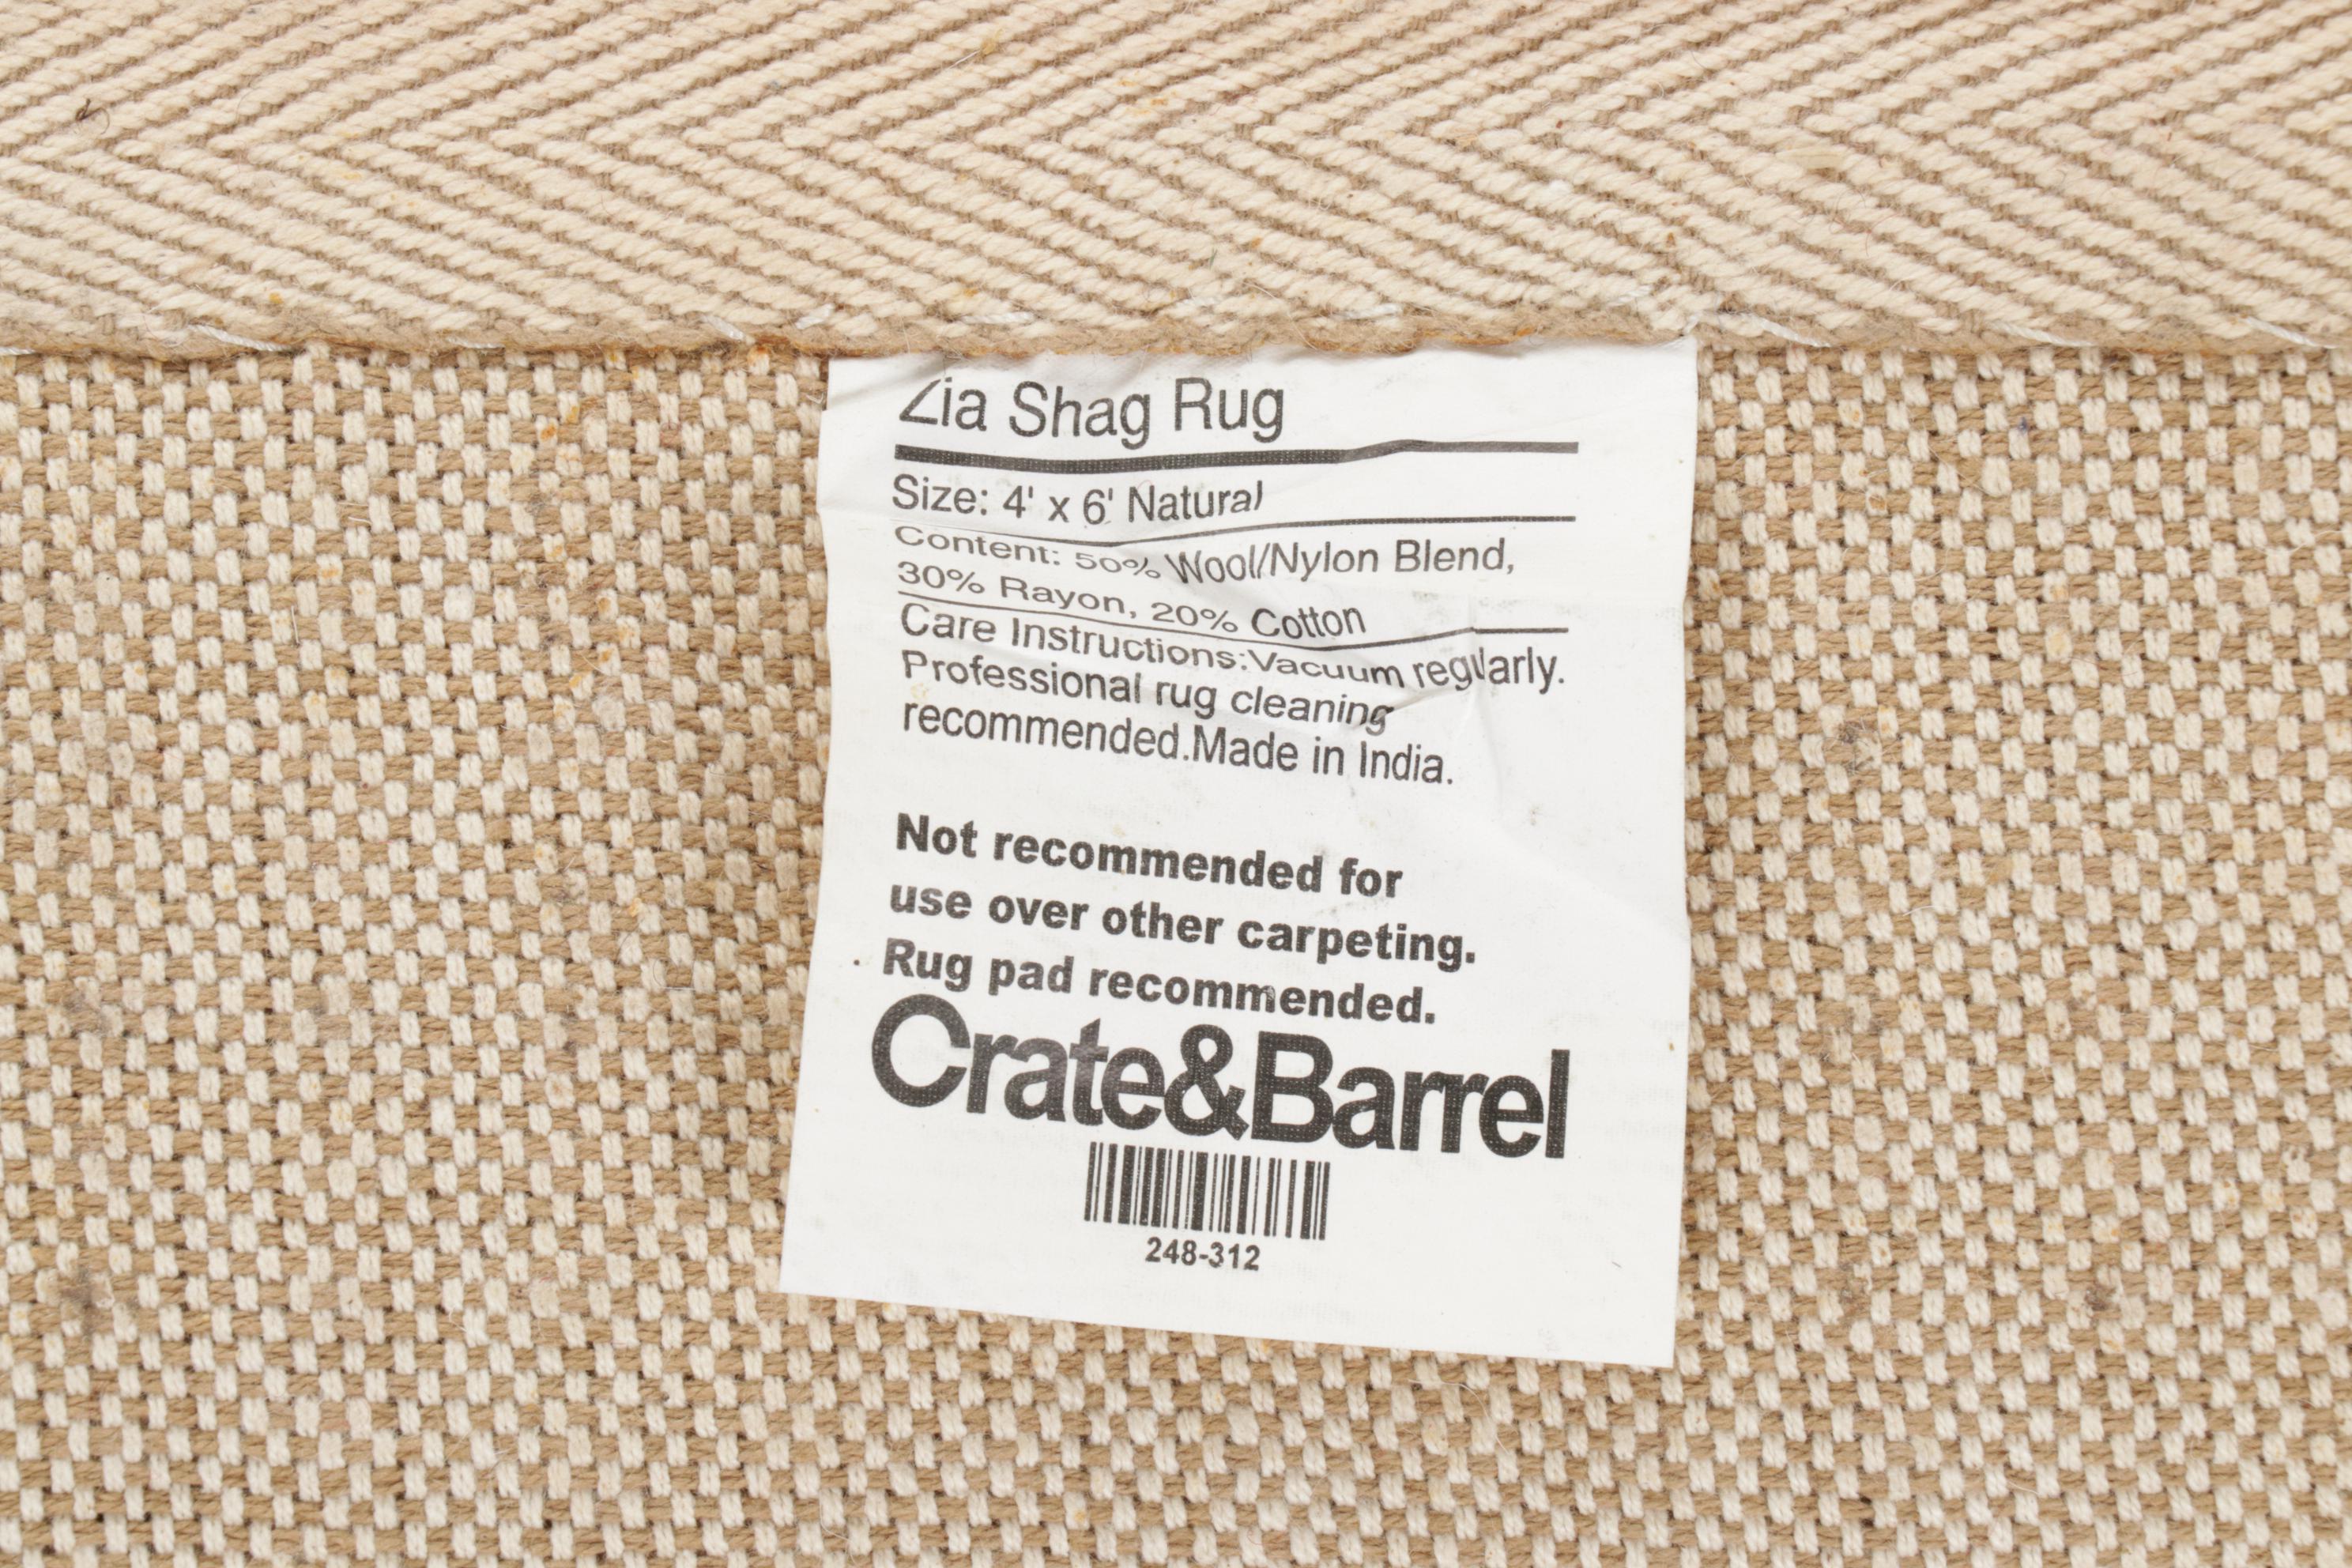 Zia Shag Rug
Size: 4' x 6' Natural
Content: 50% Wool/Nylon Blend,
30% Rayon, 20% Cotton
Care Instructions:Vacuum regularly.
Professional rug cleaning
recommended.Made in India.
Not recommended for
use over other carpeting.
Rug pad recommended.
Crate&Barrel
248-312